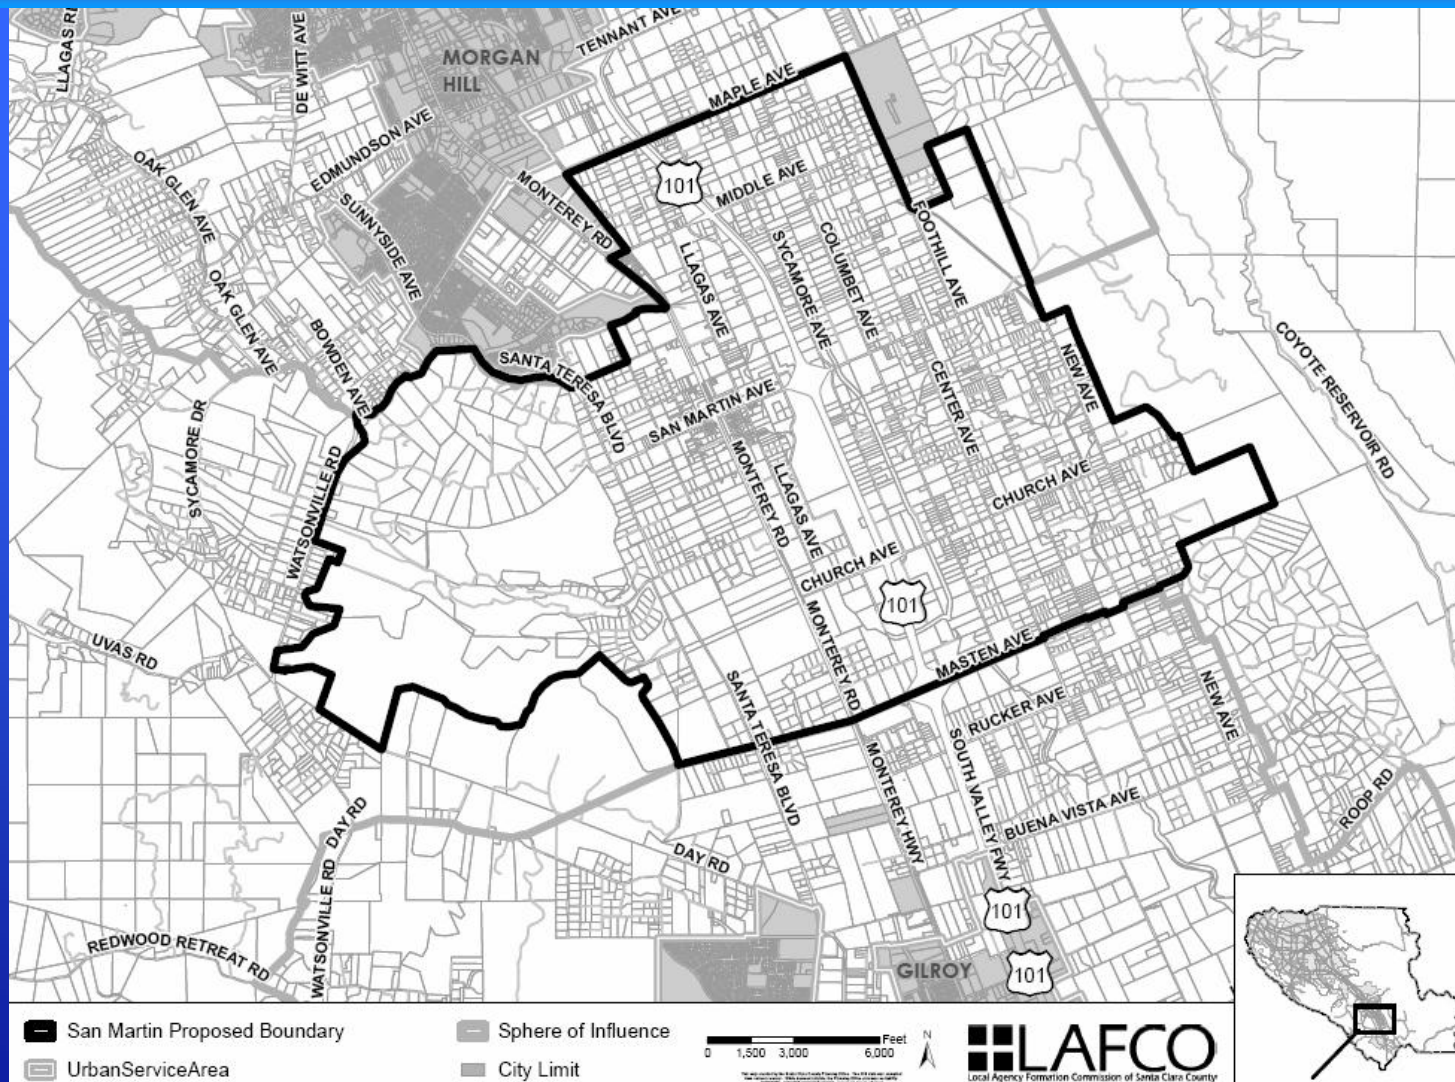 LLAGAS RD
DE WITT AVE
MORGAN
HILL
TENNANT AVE
MAPLE AVE
EDMUNDSON AVE
OAK GLEN AVE
MONTEREY RD
101
MIDDLE AVE
SUNNYSIDE AVE
FOOTHILL AVE
COLUMBET AVE
SYCAMORE AVE
LLAGAS AVE
OAK GLEN AVE
BOWDEN AVE
COYOTE RESERVOIR RD
SANTA TERESA BLVD
NEW AVE
CENTER AVE
SAN MARTIN AVE
SYCAMORE DR
WATSONVILLE RD
MONTEREY RD
LLAGAS AVE
CHURCH AVE
CHURCH AVE
101
MONTEREY RD
UVAS RD
MASTEN AVE
SANTA TERESA BLVD
NEW AVE
RUCKER AVE
SOUTH VALLEY FWY
MONTEREY HWY
DAY RD
BUENA VISTA AVE
ROOP RD
DAY RD
WATSONVILLE RD
101
REDWOOD RETREAT RD
GILROY
101
San Martin Proposed Boundary
UrbanServiceArea
Sphere of Influence
City Limit
Feet
0 1,500 3,000 6,000
N
LAFCO
Local Agency Formation Commission of Santa Clara County